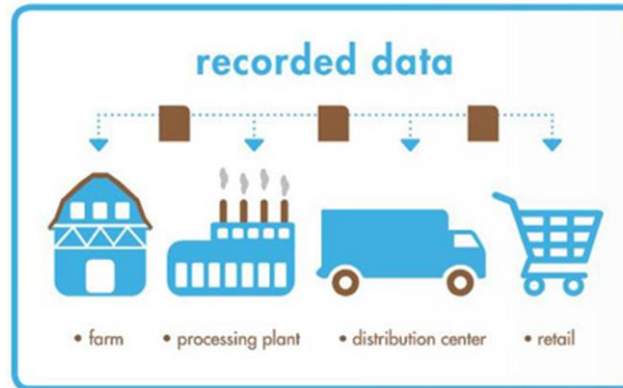 recorded data
• farm • processing plant • distribution center • retail